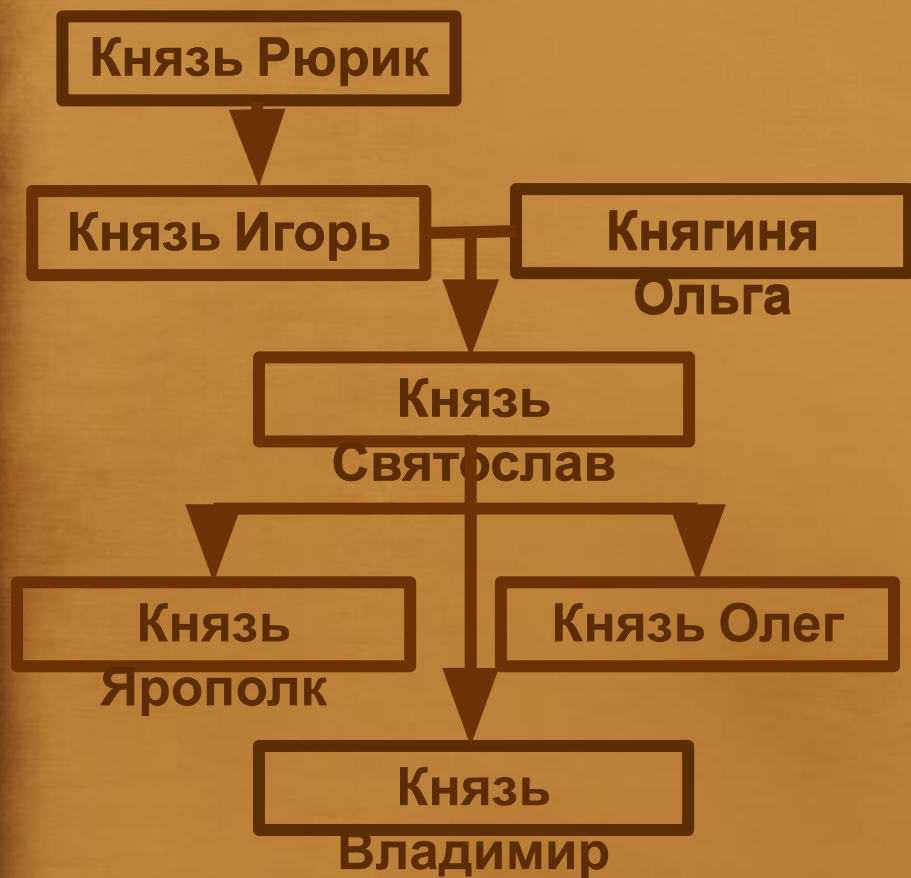 Князь Рюрик
Князь Игорь
Княгиня
Ольга
Князь
Святослав
Князь
Ярополк
Князь Олег
Князь
Владимир